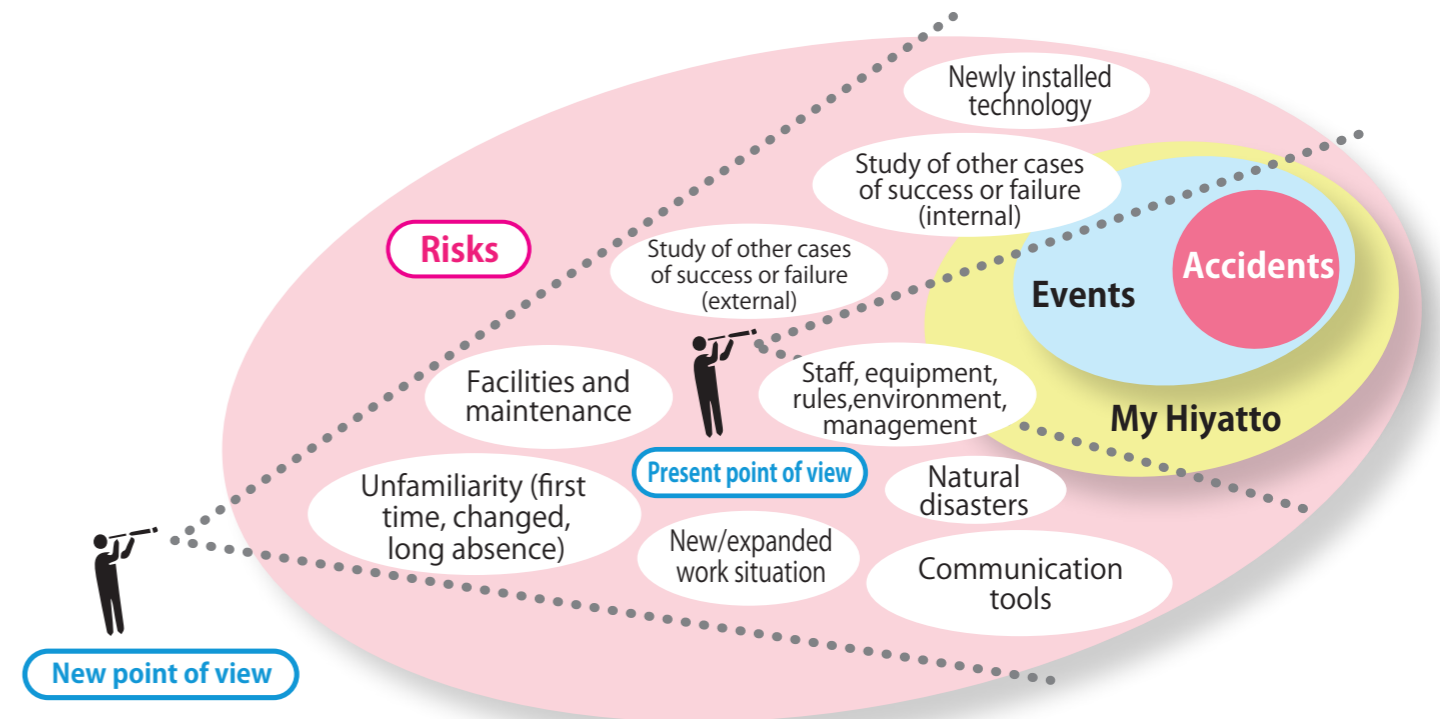 Newly installed
technology
Study of other cases
of success or failure
(internal)
Risks
Study of other cases
of success or failure
(external)
Accidents
Events
Facilities and
maintenance
Staff, equipment,
rules,environment,
management
My Hiyatto
Present point of view
Unfamiliarity (first
time, changed,
long absence)
Natural
disasters
New/expanded
work situation
Communication
tools
New point of view